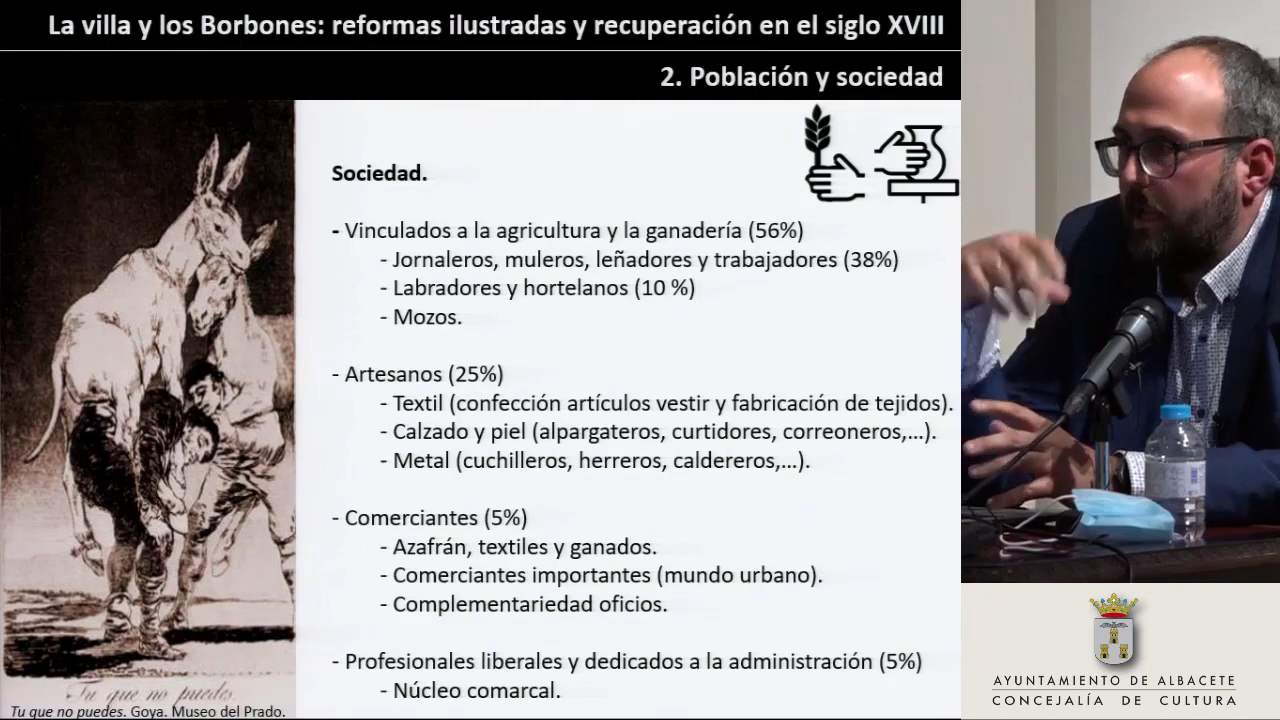 La villa y los Borbones: reformas ilustradas y recuperación en el siglo XVIII
2. Población y sociedad
Sociedad.
- Vinculados a la agricultura y la ganadería (56%)
- Jornaleros, muleros, leñadores y trabajadores (38%)
- Labradores y hortelanos (10 %)
- Mozos.
- Artesanos (25%)
- Textil (confección artículos vestir y fabricación de tejidos).
- Calzado y piel (alpargateros, curtidores, correoneros,...).
- Metal (cuchilleros, herreros, caldereros,...).
- Comerciantes (5%)
- Azafrán, textiles y ganados.
- Comerciantes importantes (mundo urbano).
- Complementariedad oficios.
- Profesionales liberales y dedicados a la administración (5%)
- Núcleo comarcal.
Tu que no puedes.
Tu que no puedes. Goya. Museo del Prado.
AYUNTAMIENTO DE ALBACETE
CONCEJALÍA DE CULTURA